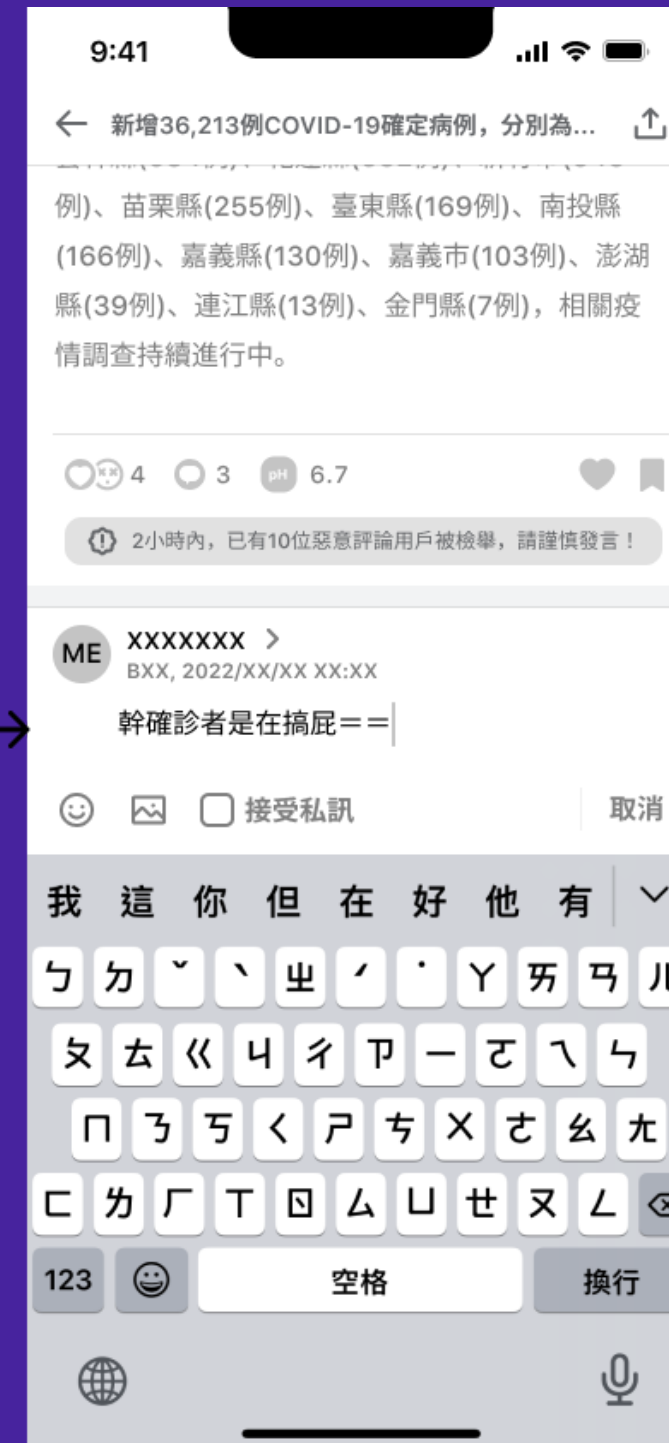 9:41
新增36,213例COVID-19確定病例，分別為...
例)、苗栗縣(255例)、臺東縣(169例)、南投縣
(166例)、嘉義縣(130例)、嘉義市(103例)、澎湖
縣(39例)、連江縣(13例)、金門縣(7例)，相關疫
情調查持續進行中。
4 3 pH 6.7
2小時內，已有10位惡意評論用戶被檢舉，請謹慎發言！
ME XXXXXXX >
BXX, 2022/XX/XX XX:XX
幹確診者是在搞屁＝＝
接受私訊 取消
我 這 你 但 在 好 他 有
ㄅ ㄉ ˇ ˋ ㄓ ˊ ˙ ㄚ ㄞ ㄢ ㄦ
ㄆ ㄊ ㄍ ㄐ ㄔ ㄗ ㄧ ㄛ ㄟ ㄣ
ㄇ ㄋ ㄎ ㄑ ㄕ ㄘ ㄨ ㄜ ㄠ ㄤ
ㄈ ㄌ ㄏ ㄒ ㄖ ㄙ ㄩ ㄝ ㄡ ㄥ
123 空格 換行